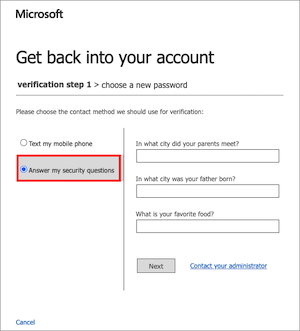 Microsoft
Get back into your account
verification step 1 > choose a new password
Please choose the contact method we should use for verification:
Text my mobile phone
Answer my security questions
In what city did your parents meet?
In what city was your father born?
What is your favorite food?
Next
Contact your administrator
Cancel